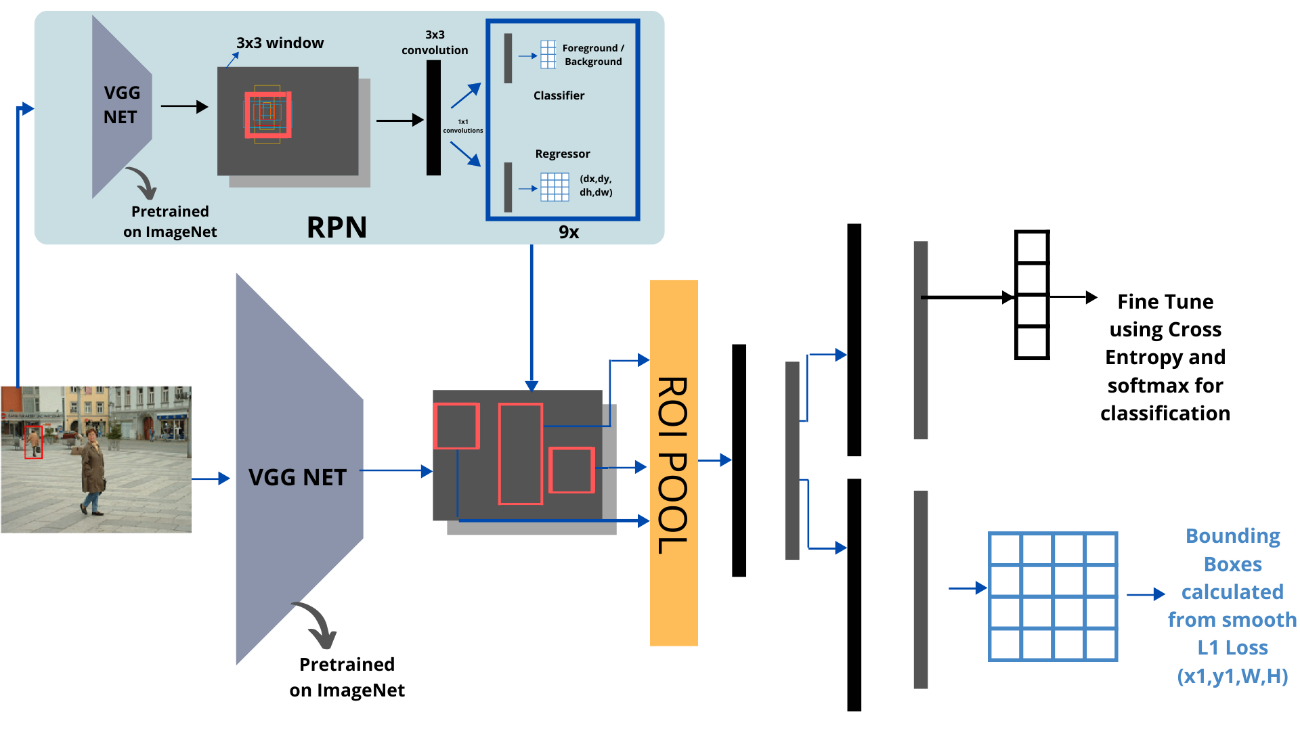 3x3 window
3x3
convolution
VGG
NET
Foreground /
Background
Classifier
1x1
convolutions
Regressor
(dx,dy,
dh,dw)
Pretrained
on ImageNet
RPN
9x
VGG NET
Pretrained
on ImageNet
ROI POOL
Fine Tune
using Cross
Entropy and
softmax for
classification
Bounding
Boxes
calculated
from smooth
L1 Loss
(x1,y1,W,H)